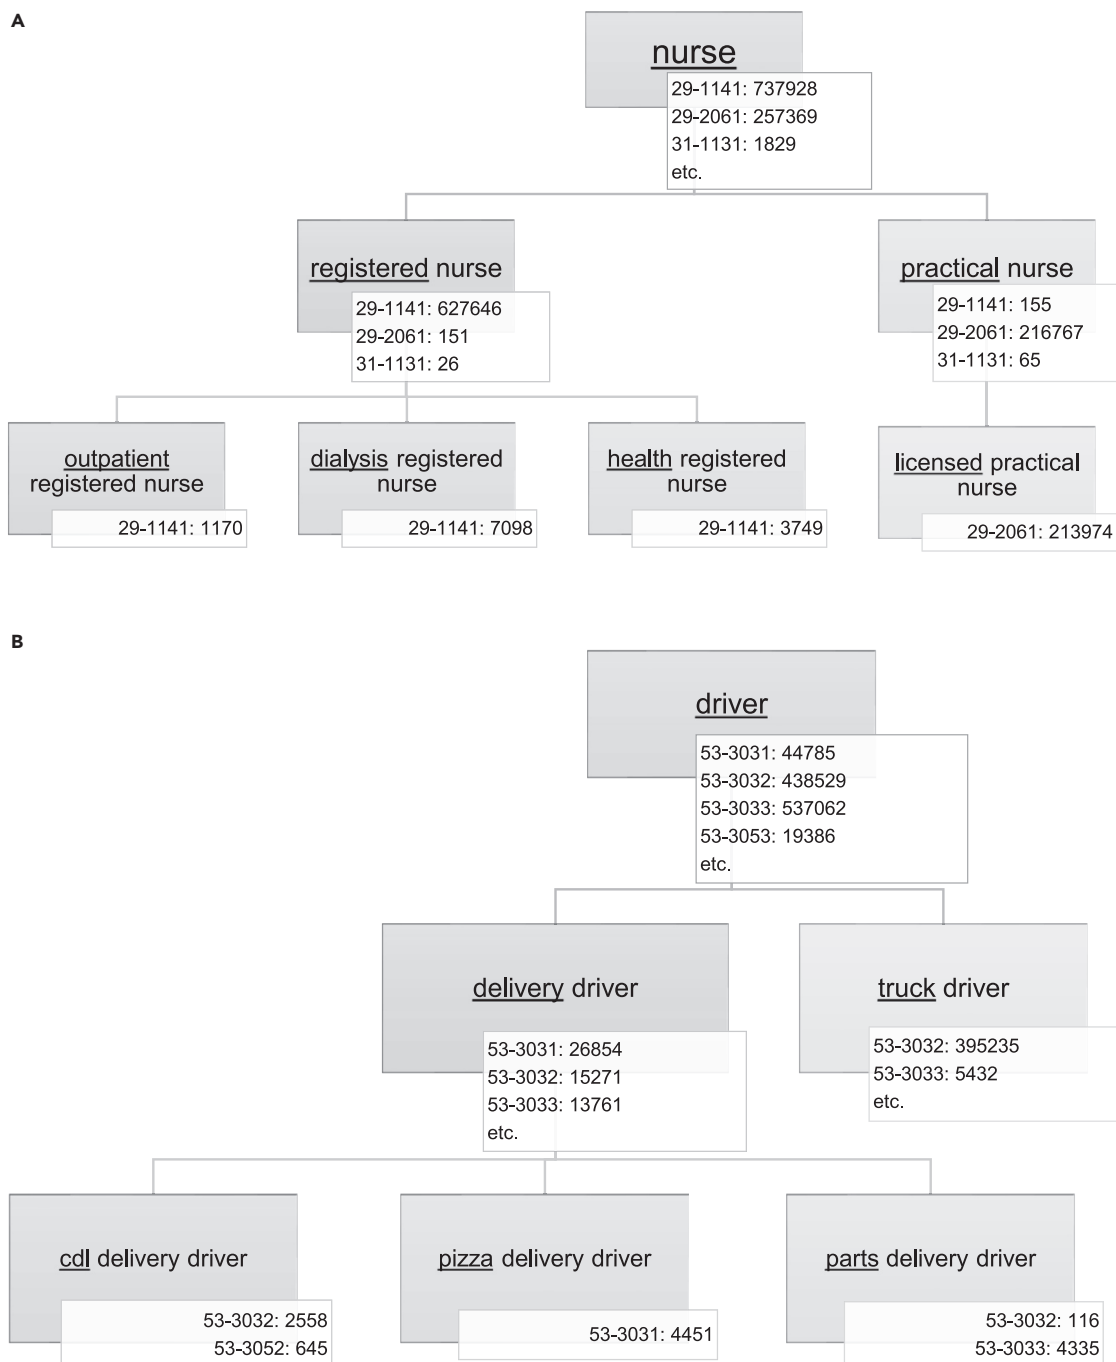 A
nurse
29-1141: 737928
29-2061: 257369
31-1131: 1829
etc.
registered nurse
29-1141: 627646
29-2061: 151
31-1131: 26
practical nurse
29-1141: 155
29-2061: 216767
31-1131: 65
outpatient
registered nurse
29-1141: 1170
dialysis registered
nurse
29-1141: 7098
health registered
nurse
29-1141: 3749
licensed practical
nurse
29-2061: 213974
B
driver
53-3031: 44785
53-3032: 438529
53-3033: 537062
53-3053: 19386
etc.
delivery driver
53-3031: 26854
53-3032: 15271
53-3033: 13761
etc.
truck driver
53-3032: 395235
53-3033: 5432
etc.
cdl delivery driver
53-3032: 2558
53-3052: 645
pizza delivery driver
53-3031: 4451
parts delivery driver
53-3032: 116
53-3033: 4335